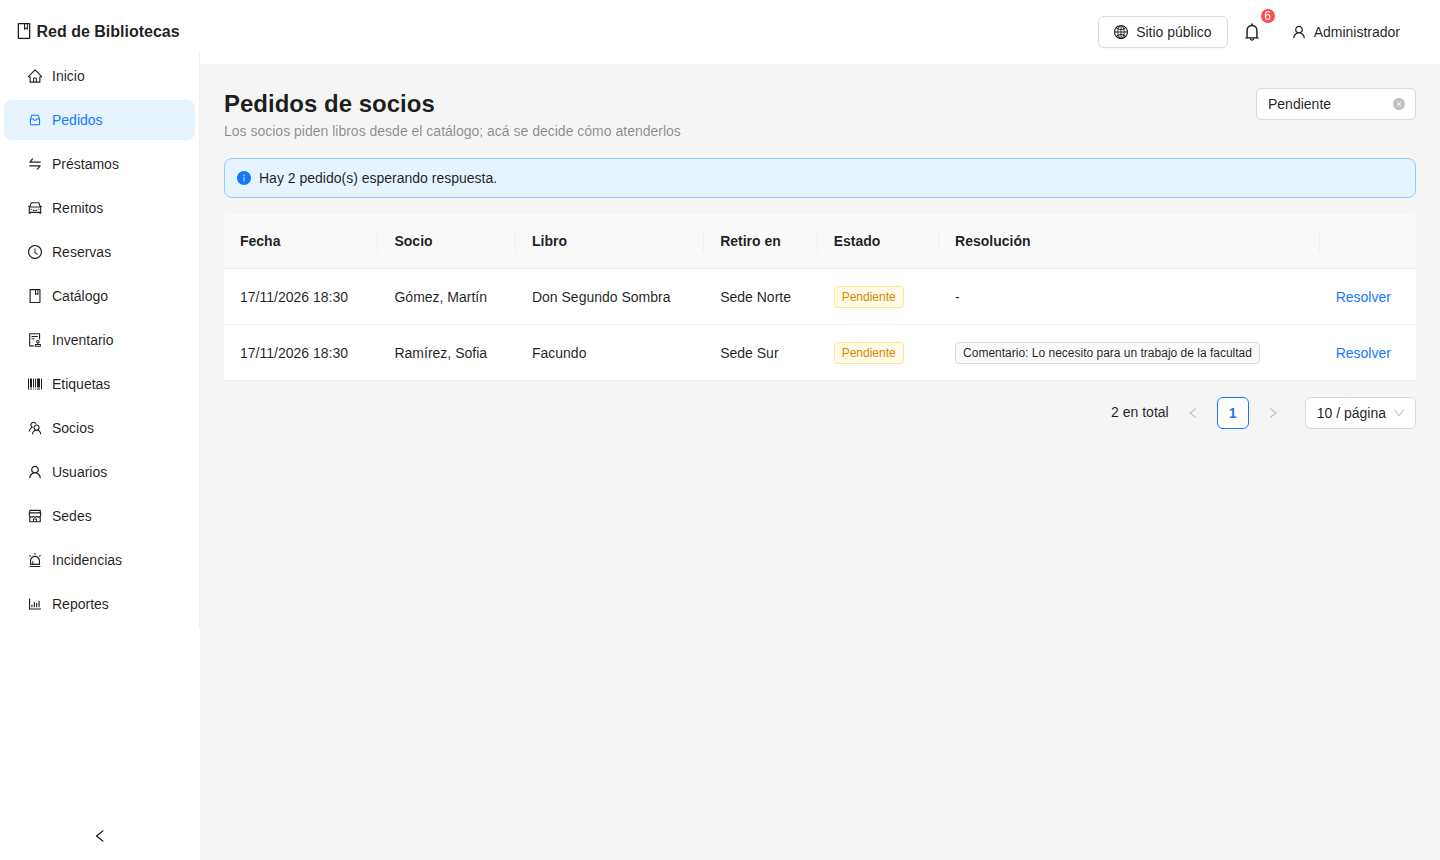 Red de Bibliotecas
Sitio público
6
Administrador
Inicio
Pedidos
Préstamos
Remitos
Reservas
Catálogo
Inventario
Etiquetas
Socios
Usuarios
Sedes
Incidencias
Reportes
Pedidos de socios
Los socios piden libros desde el catálogo; acá se decide cómo atenderlos
Pendiente
Hay 2 pedido(s) esperando respuesta.
Fecha Socio Libro Retiro en Estado Resolución
17/11/2026 18:30 Gómez, Martín Don Segundo Sombra Sede Norte Pendiente - Resolver
17/11/2026 18:30 Ramírez, Sofia Facundo Sede Sur Pendiente Comentario: Lo necesito para un trabajo de la facultad Resolver
2 en total 1 10 / página